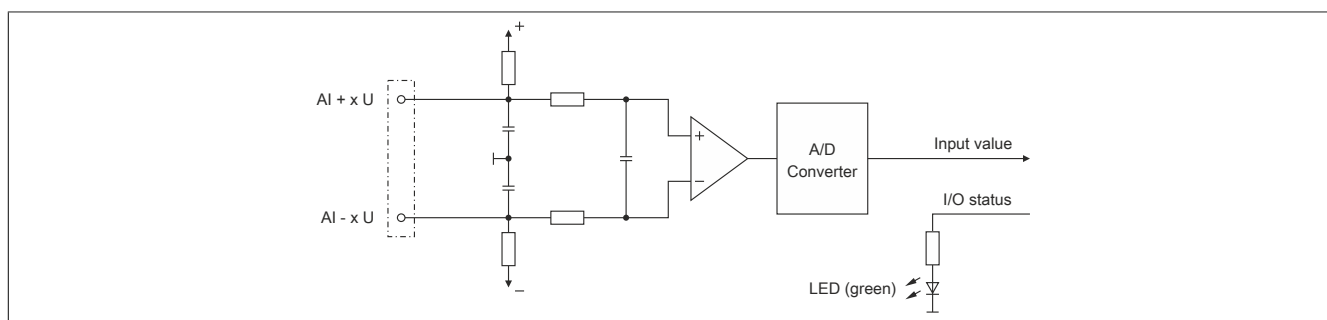 +
AI + x U
+
A/D
Converter
Input value
−
AI - x U
I/O status
−
LED (green)